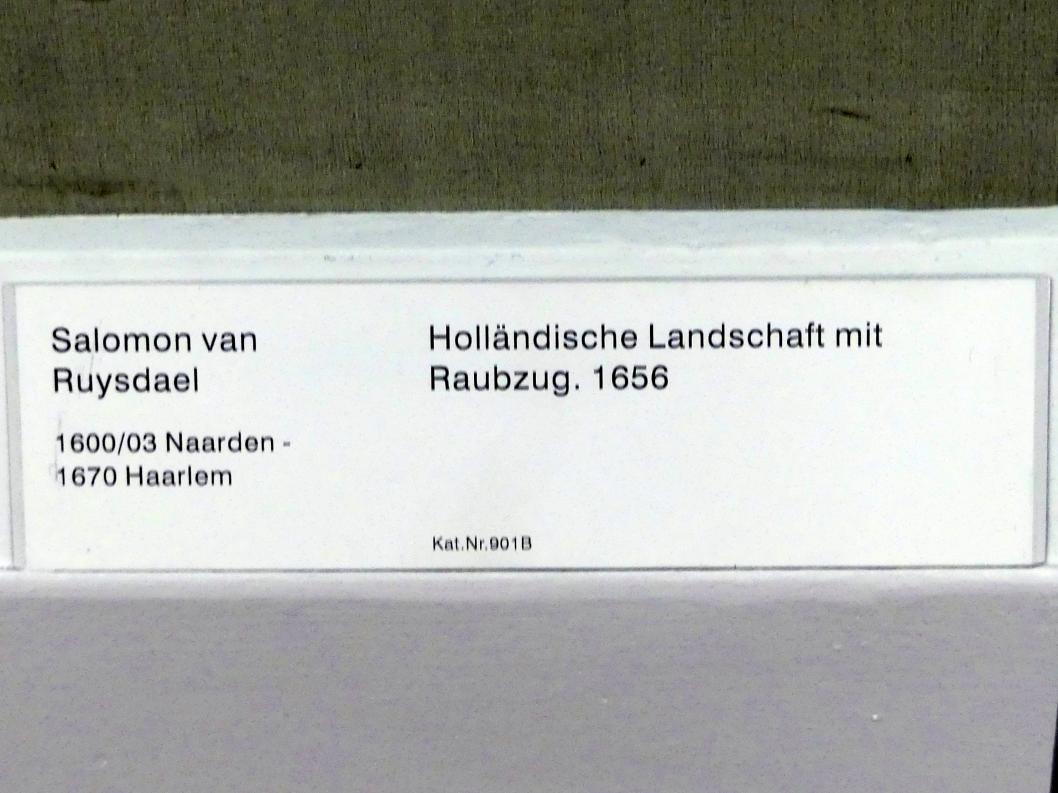 Salomon van
Ruysdael
1600/03 Naarden -
1670 Haarlem
Holländische Landschaft mit
Raubzug. 1656
Kat.Nr.901B